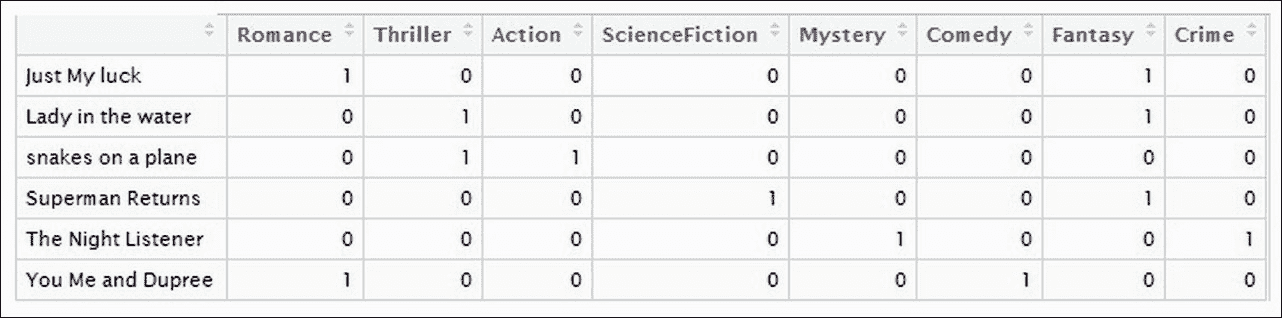 Romance Thriller Action ScienceFiction Mystery Comedy Fantasy Crime
Just My luck 1 0 0 0 0 0 1 0
Lady in the water 0 1 0 0 0 0 1 0
snakes on a plane 0 1 1 0 0 0 0 0
Superman Returns 0 0 0 1 0 0 1 0
The Night Listener 0 0 0 0 1 0 0 1
You Me and Dupree 1 0 0 0 0 1 0 0